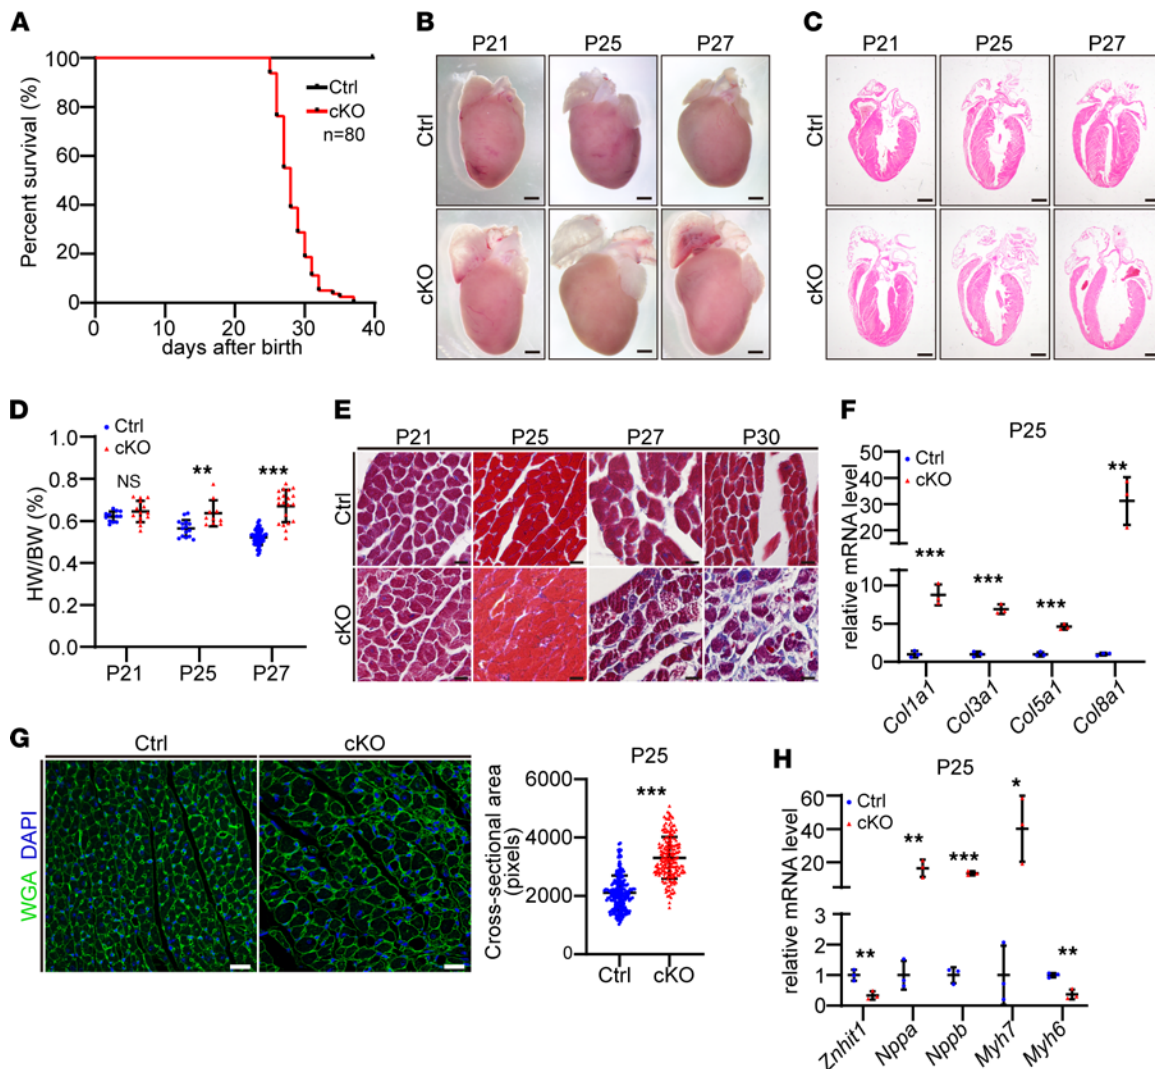 A
Percent survival (%)
100
80
60
40
20
0
Ctrl
cKO
n=80
0 10 20 30 40
days after birth
B
P21 P25 P27
Ctrl
cKO
C
P21 P25 P27
Ctrl
cKO
D
Ctrl
cKO
HW/BW (%)
1.0
0.8
0.6
0.4
0.2
0.0
NS ** ***
P21 P25 P27
E
P21 P25 P27 P30
Ctrl
cKO
F
P25
Ctrl
cKO
relative mRNA level
50
40
30
20
10
5
0
*** *** *** **
Col1a1 Col3a1 Col5a1 Col8a1
G
Ctrl cKO
WGA DAPI
P25
Cross-sectional area
(pixels)
6000
4000
2000
0
***
Ctrl cKO
H
P25
Ctrl
cKO
relative mRNA level
60
40
20
3
2
1
0
** ** *** * **
Znhit1 Nppa Nppb Myh7 Myh6